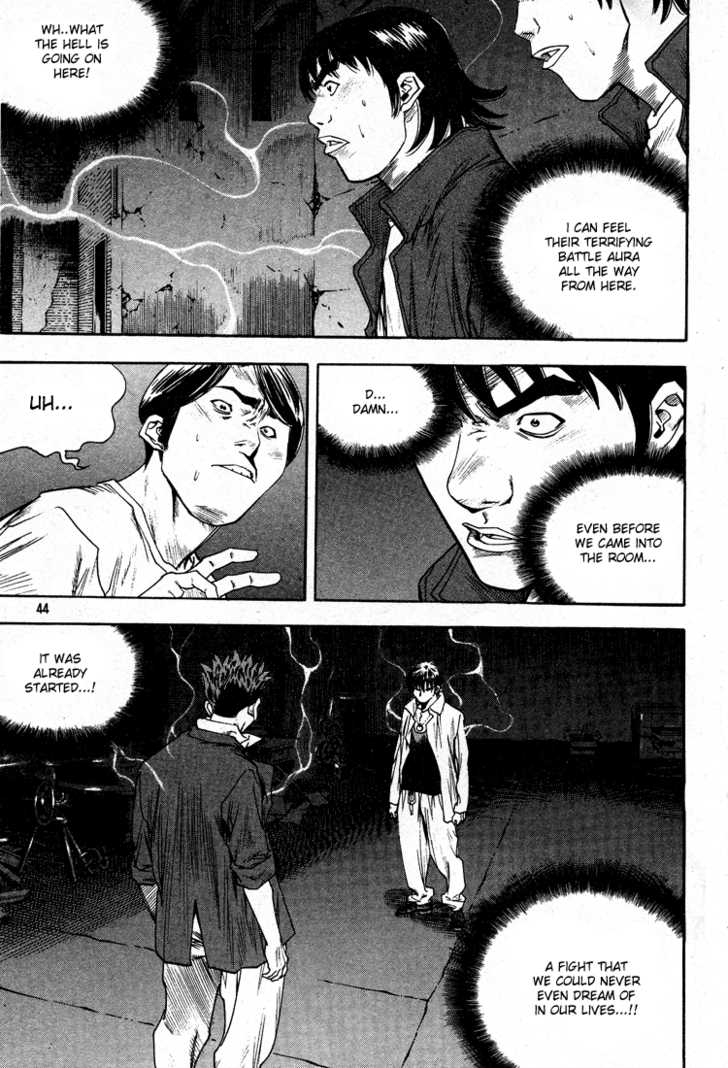 WH..WHAT
THE HELL IS
GOING ON
HERE!
I CAN FEEL
THEIR TERRIFYING
BATTLE AURA
ALL THE WAY
FROM HERE.
UH...
D...
DAMN...
EVEN BEFORE
WE CAME INTO
THE ROOM...
44
IT WAS
ALREADY
STARTED...!
A FIGHT THAT
WE COULD NEVER
EVEN DREAM OF
IN OUR LIVES...!!